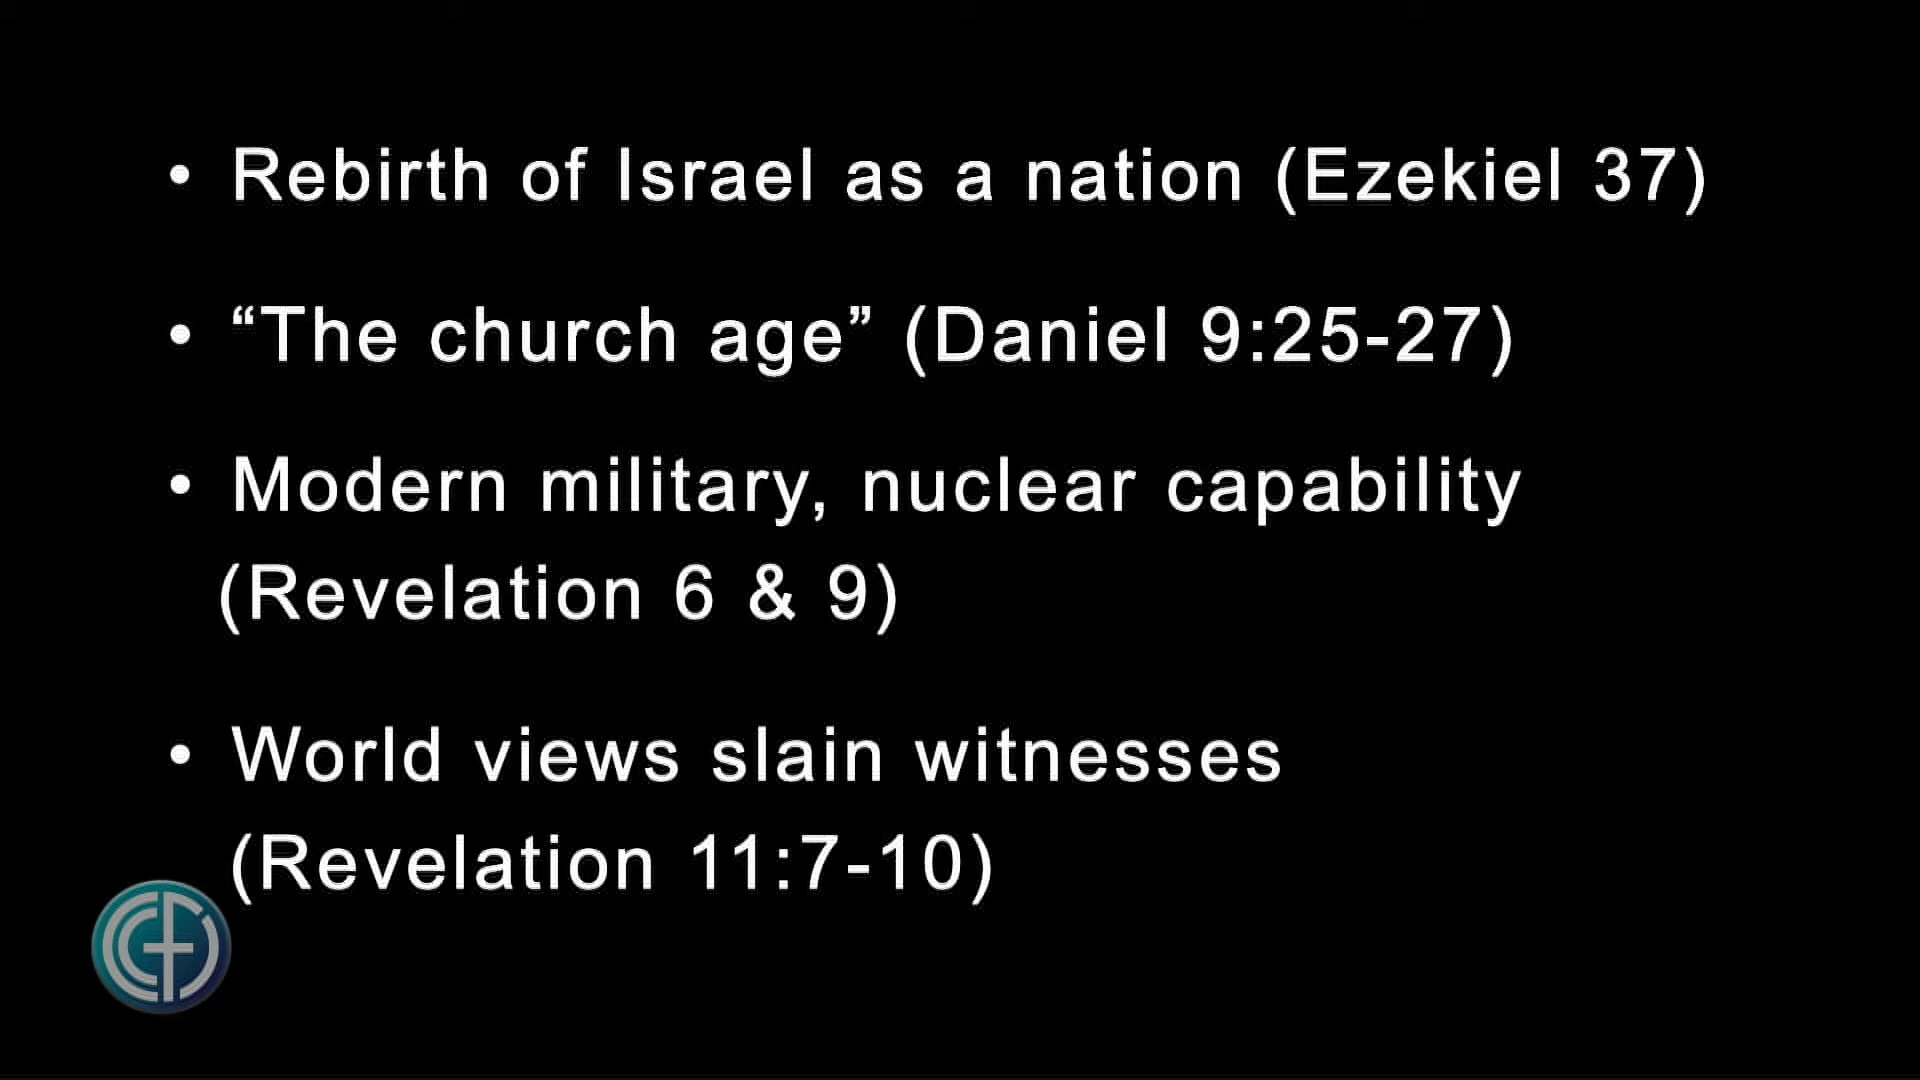 • Rebirth of Israel as a nation (Ezekiel 37)
• “The church age” (Daniel 9:25-27)
• Modern military, nuclear capability
(Revelation 6 & 9)
• World views slain witnesses
(Revelation 11:7-10)